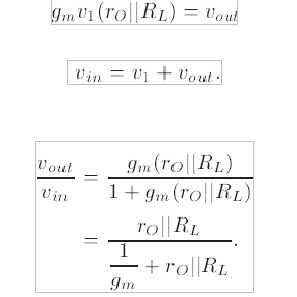 g_m v_1(r_O||R_L) = v_out
v_in = v_1 + v_out.
v_out / v_in = g_m(r_O||R_L) / (1 + g_m(r_O||R_L))
= r_O||R_L / (1/g_m + r_O||R_L).